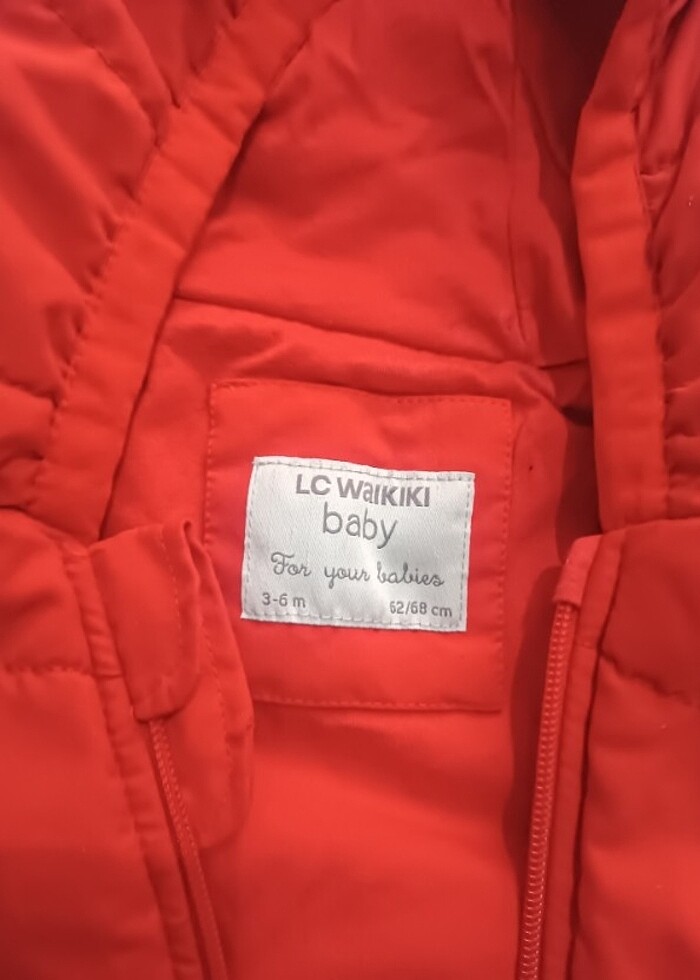 LC WaIKIKI
baby
For your babies
3-6 m 62/68 cm